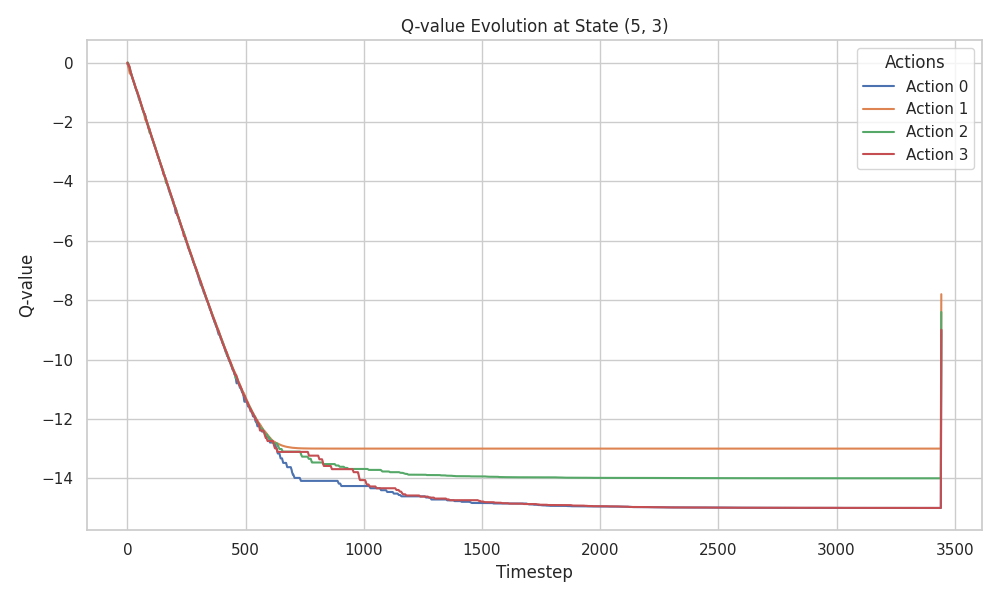 Q-value Evolution at State (5, 3)
Actions
Action 0
Action 1
Action 2
Action 3
Q-value
0
−2
−4
−6
−8
−10
−12
−14
0
500
1000
1500
2000
2500
3000
3500
Timestep